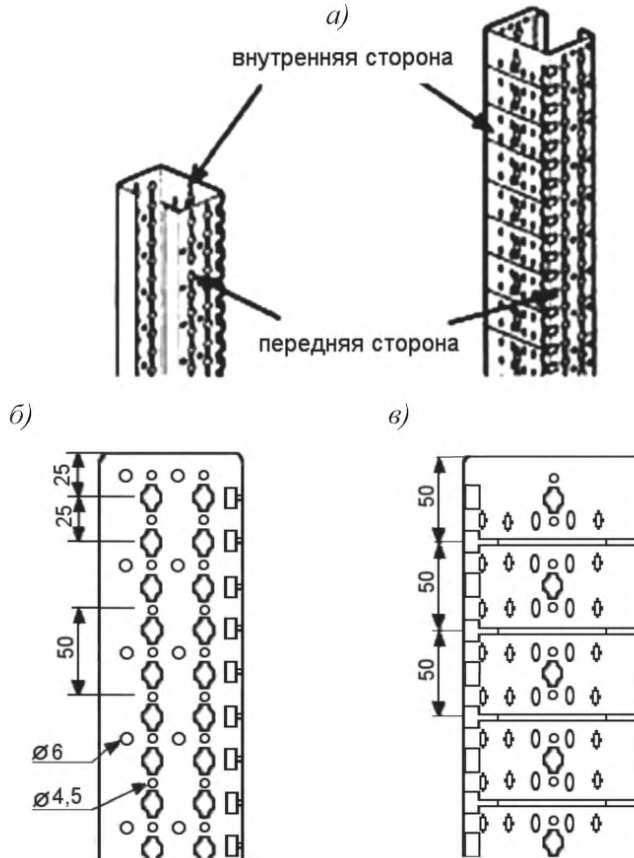 а)
внутренняя сторона
передняя сторона
б)
в)
25
25
50
Ø6
Ø4,5
50
50
50